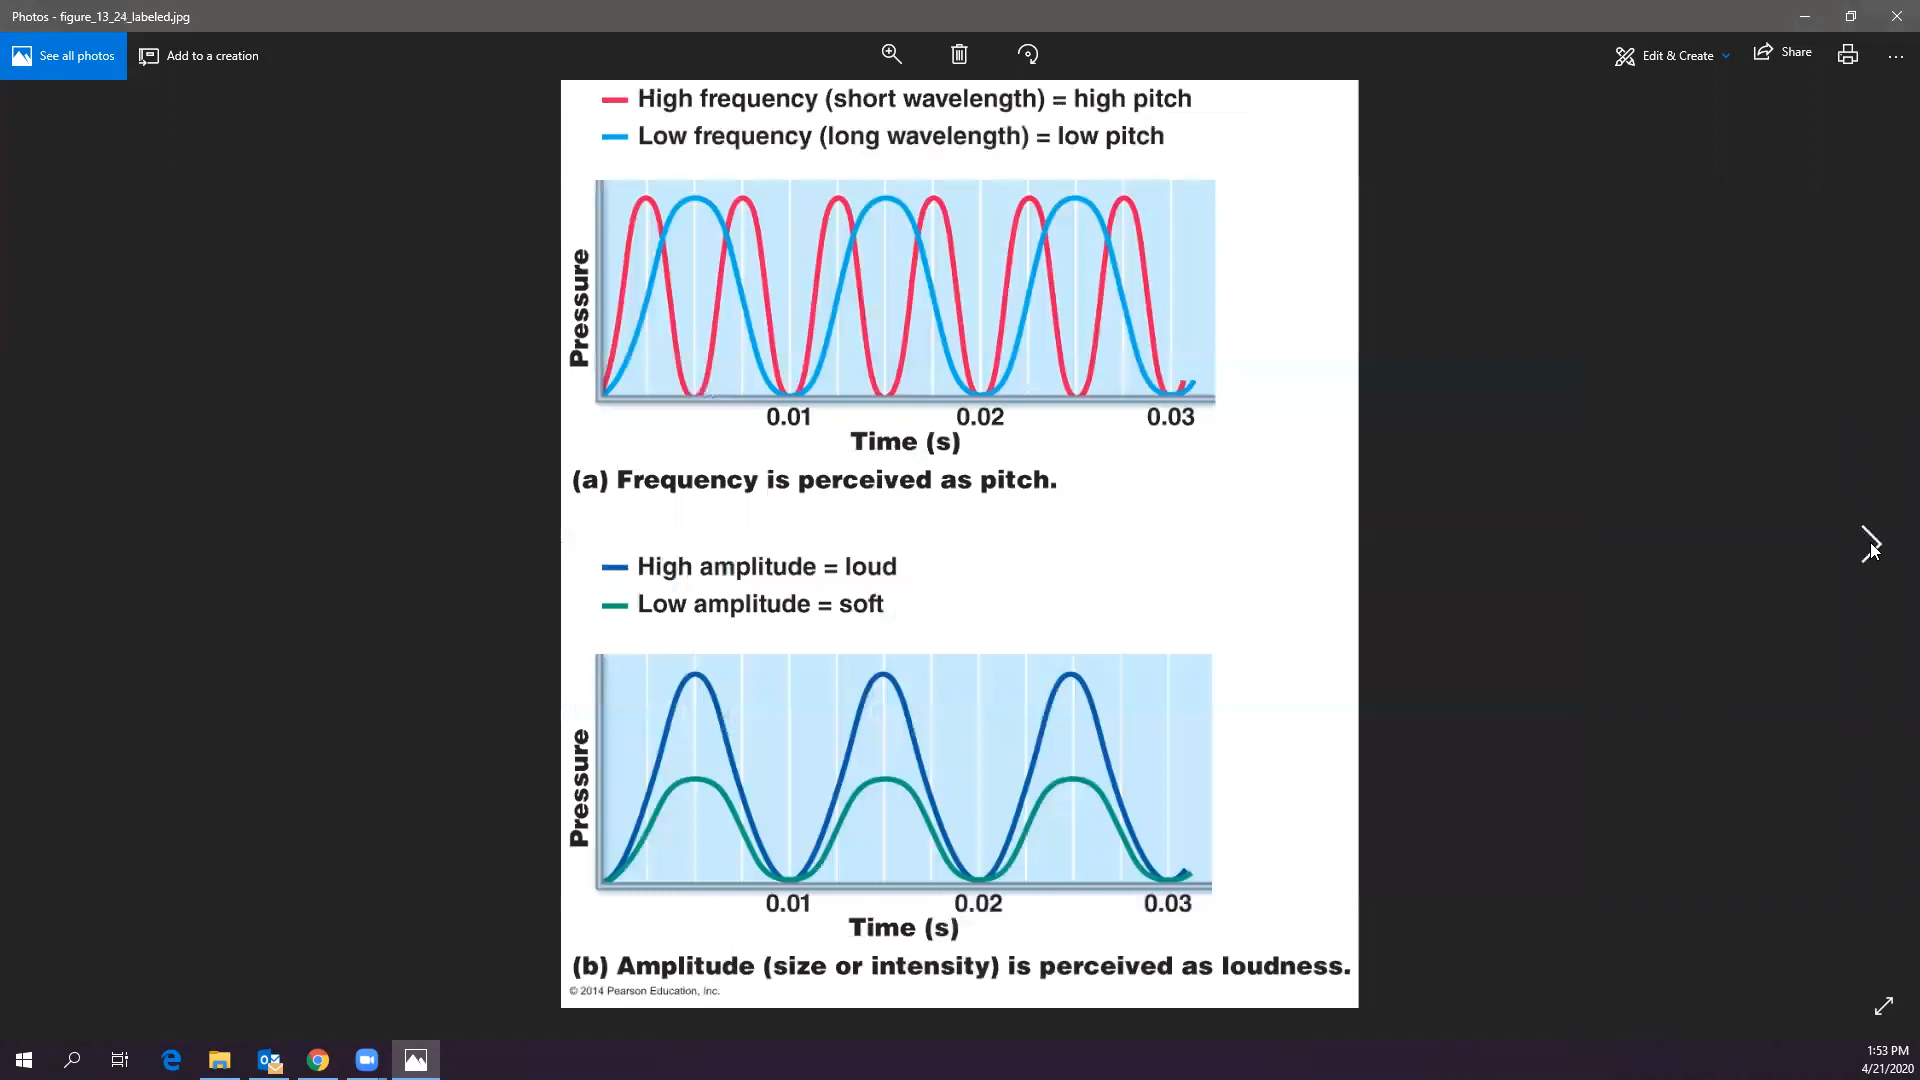 Photos - figure_13_24_labeled.jpg
See all photos
Add to a creation
Edit & Create
Share
High frequency (short wavelength) = high pitch
Low frequency (long wavelength) = low pitch
Pressure
0.01 0.02 0.03
Time (s)
(a) Frequency is perceived as pitch.
High amplitude = loud
Low amplitude = soft
Pressure
0.01 0.02 0.03
Time (s)
(b) Amplitude (size or intensity) is perceived as loudness.
© 2014 Pearson Education, Inc.
1:53 PM
4/21/2020